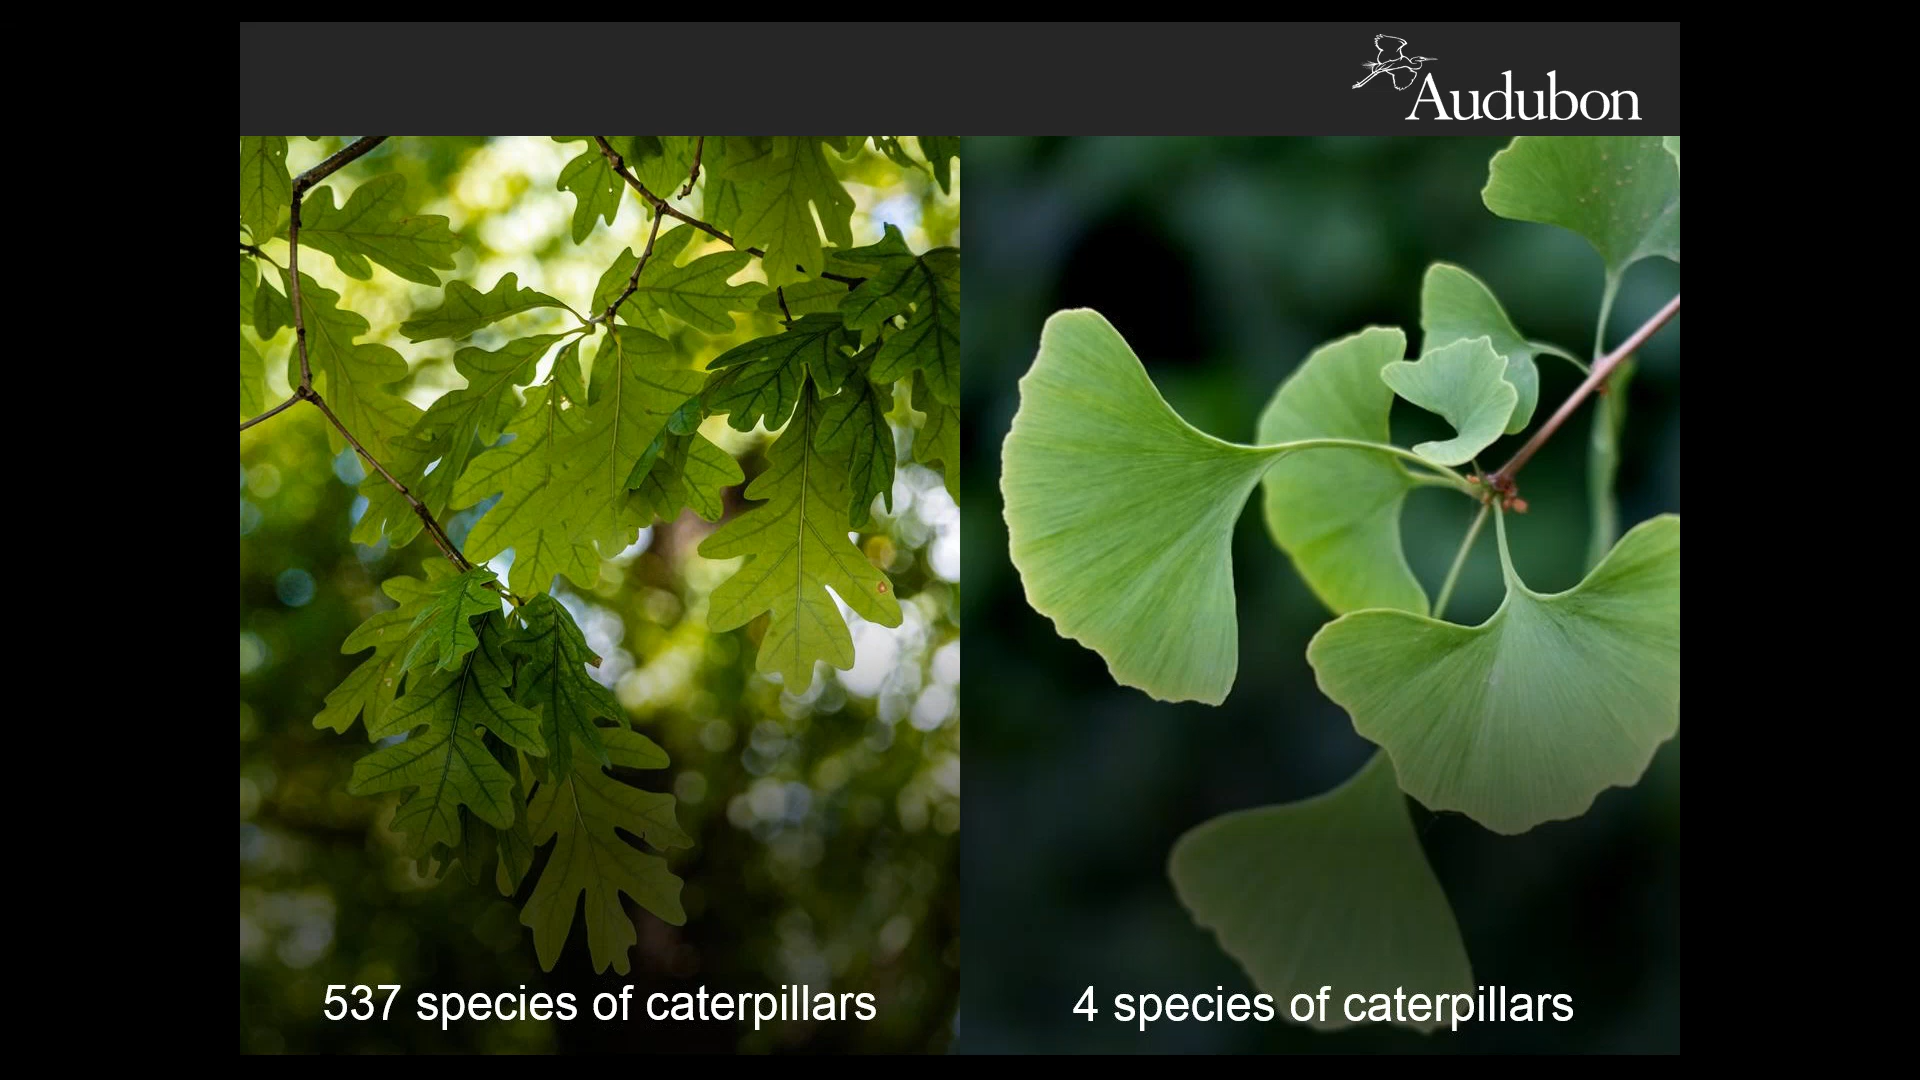 Audubon
537 species of caterpillars
4 species of caterpillars